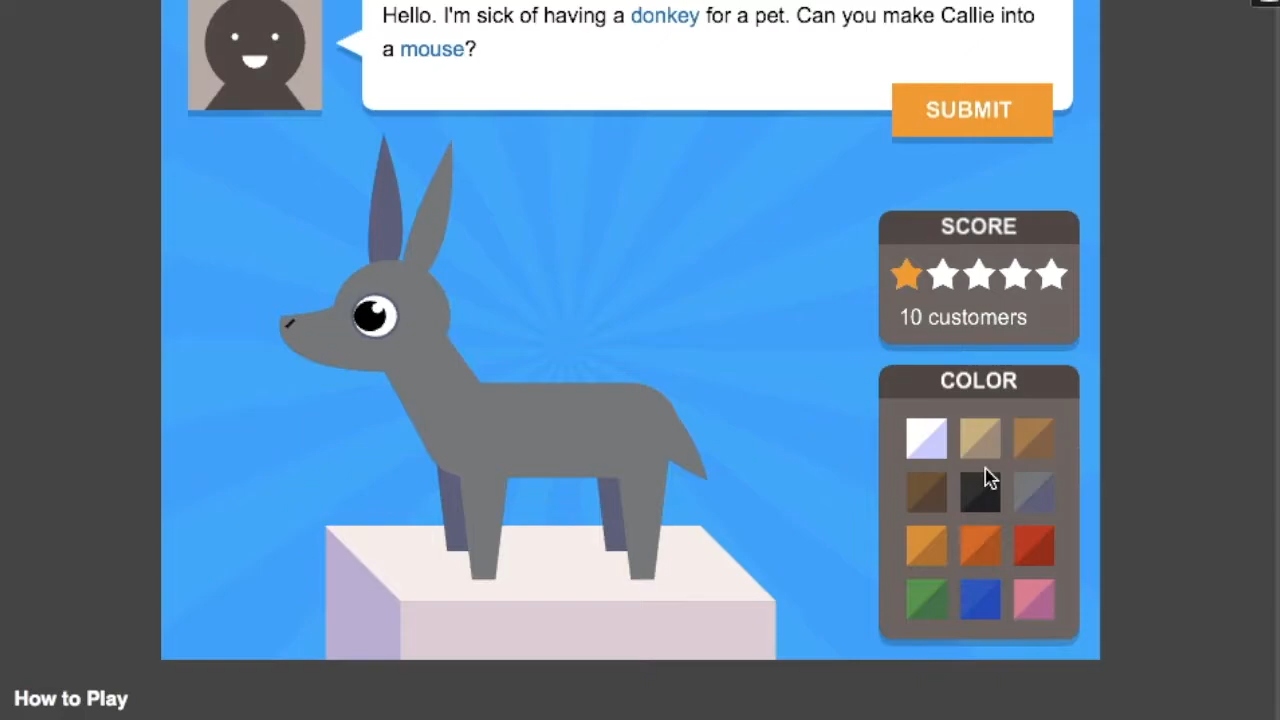 Hello. I'm sick of having a donkey for a pet. Can you make Callie into
a mouse?
SUBMIT
SCORE
10 customers
COLOR
How to Play